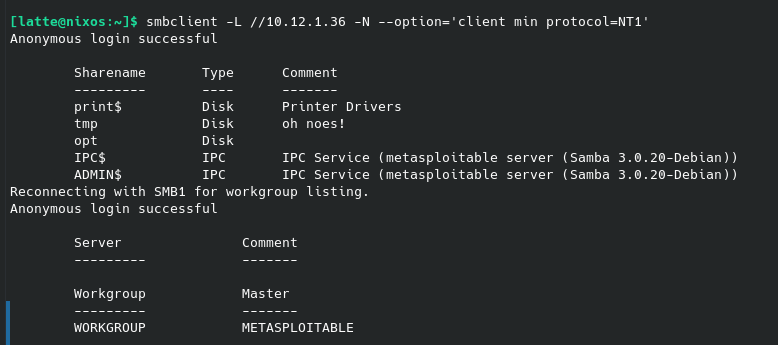 [latte@nixos:~]$ smbclient -L //10.12.1.36 -N --option='client min protocol=NT1'
Anonymous login successful

        Sharename       Type      Comment
        ---------       ----      -------
        print$          Disk      Printer Drivers
        tmp             Disk      oh noes!
        opt             Disk
        IPC$            IPC       IPC Service (metasploitable server (Samba 3.0.20-Debian))
        ADMIN$          IPC       IPC Service (metasploitable server (Samba 3.0.20-Debian))
Reconnecting with SMB1 for workgroup listing.
Anonymous login successful

        Server               Comment
        ---------            -------

        Workgroup            Master
        ---------            -------
        WORKGROUP            METASPLOITABLE